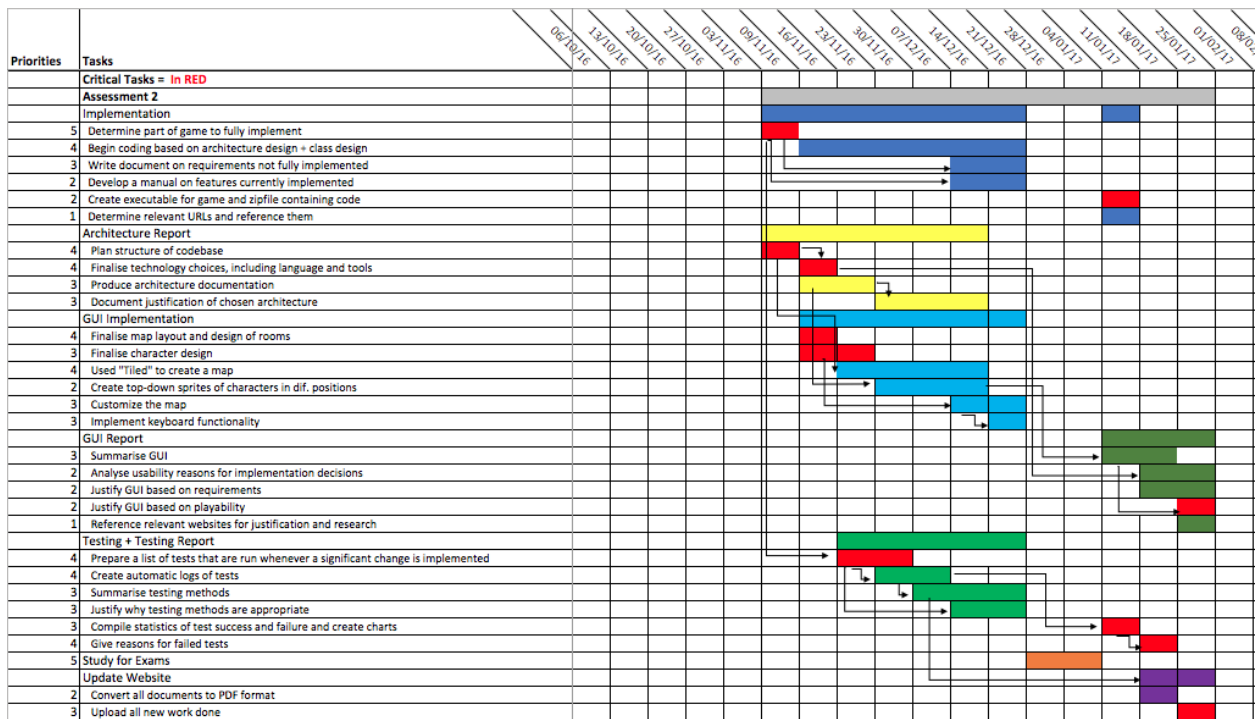 06/10/16 13/10/16 20/10/16 27/10/16 03/11/16 09/11/16 16/11/16 23/11/16 30/11/16 07/12/16 14/12/16 21/12/16 28/12/16 04/01/17 11/01/17 18/01/17 25/01/17 01/02/17 08/0
Priorities Tasks
Critical Tasks = In RED
Assessment 2
Implementation
5 Determine part of game to fully implement
4 Begin coding based on architecture design + class design
3 Write document on requirements not fully implemented
2 Develop a manual on features currently implemented
2 Create executable for game and zipfile containing code
1 Determine relevant URLs and reference them
Architecture Report
4 Plan structure of codebase
4 Finalise technology choices, including language and tools
3 Produce architecture documentation
3 Document justification of chosen architecture
GUI Implementation
4 Finalise map layout and design of rooms
3 Finalise character design
4 Used "Tiled" to create a map
2 Create top-down sprites of characters in dif. positions
3 Customize the map
3 Implement keyboard functionality
GUI Report
3 Summarise GUI
2 Analyse usability reasons for implementation decisions
2 Justify GUI based on requirements
2 Justify GUI based on playability
1 Reference relevant websites for justification and research
Testing + Testing Report
4 Prepare a list of tests that are run whenever a significant change is implemented
4 Create automatic logs of tests
3 Summarise testing methods
3 Justify why testing methods are appropriate
3 Compile statistics of test success and failure and create charts
4 Give reasons for failed tests
5 Study for Exams
Update Website
2 Convert all documents to PDF format
3 Upload all new work done